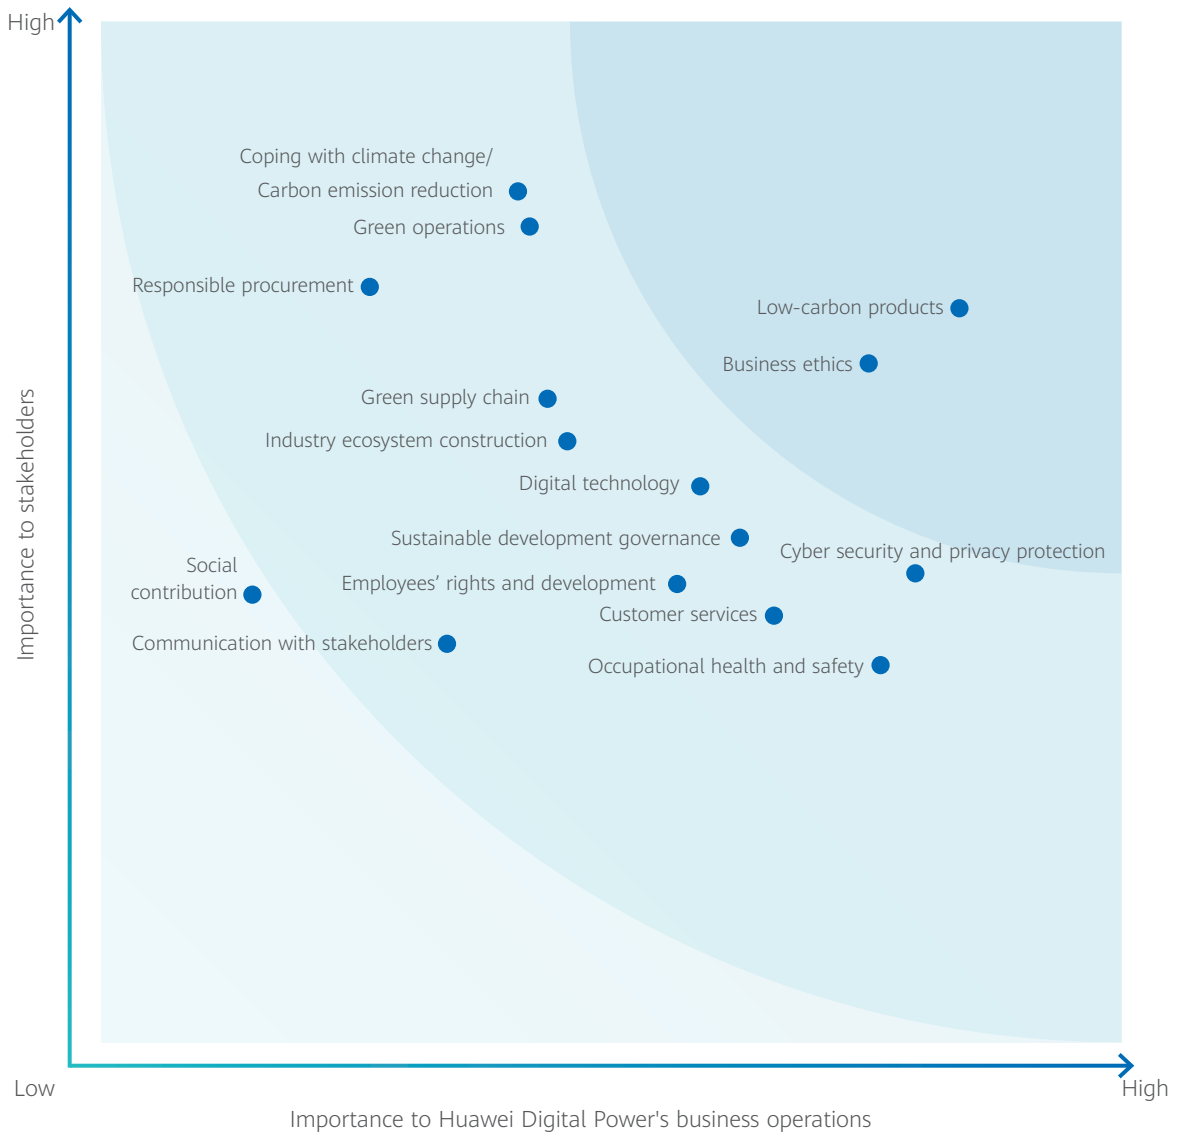 High
Coping with climate change/
Carbon emission reduction
Green operations
Responsible procurement
Low-carbon products
Business ethics
Green supply chain
Industry ecosystem construction
Digital technology
Sustainable development governance
Cyber security and privacy protection
Social
contribution
Employees’ rights and development
Customer services
Communication with stakeholders
Occupational health and safety
Importance to stakeholders
Low
High
Importance to Huawei Digital Power's business operations